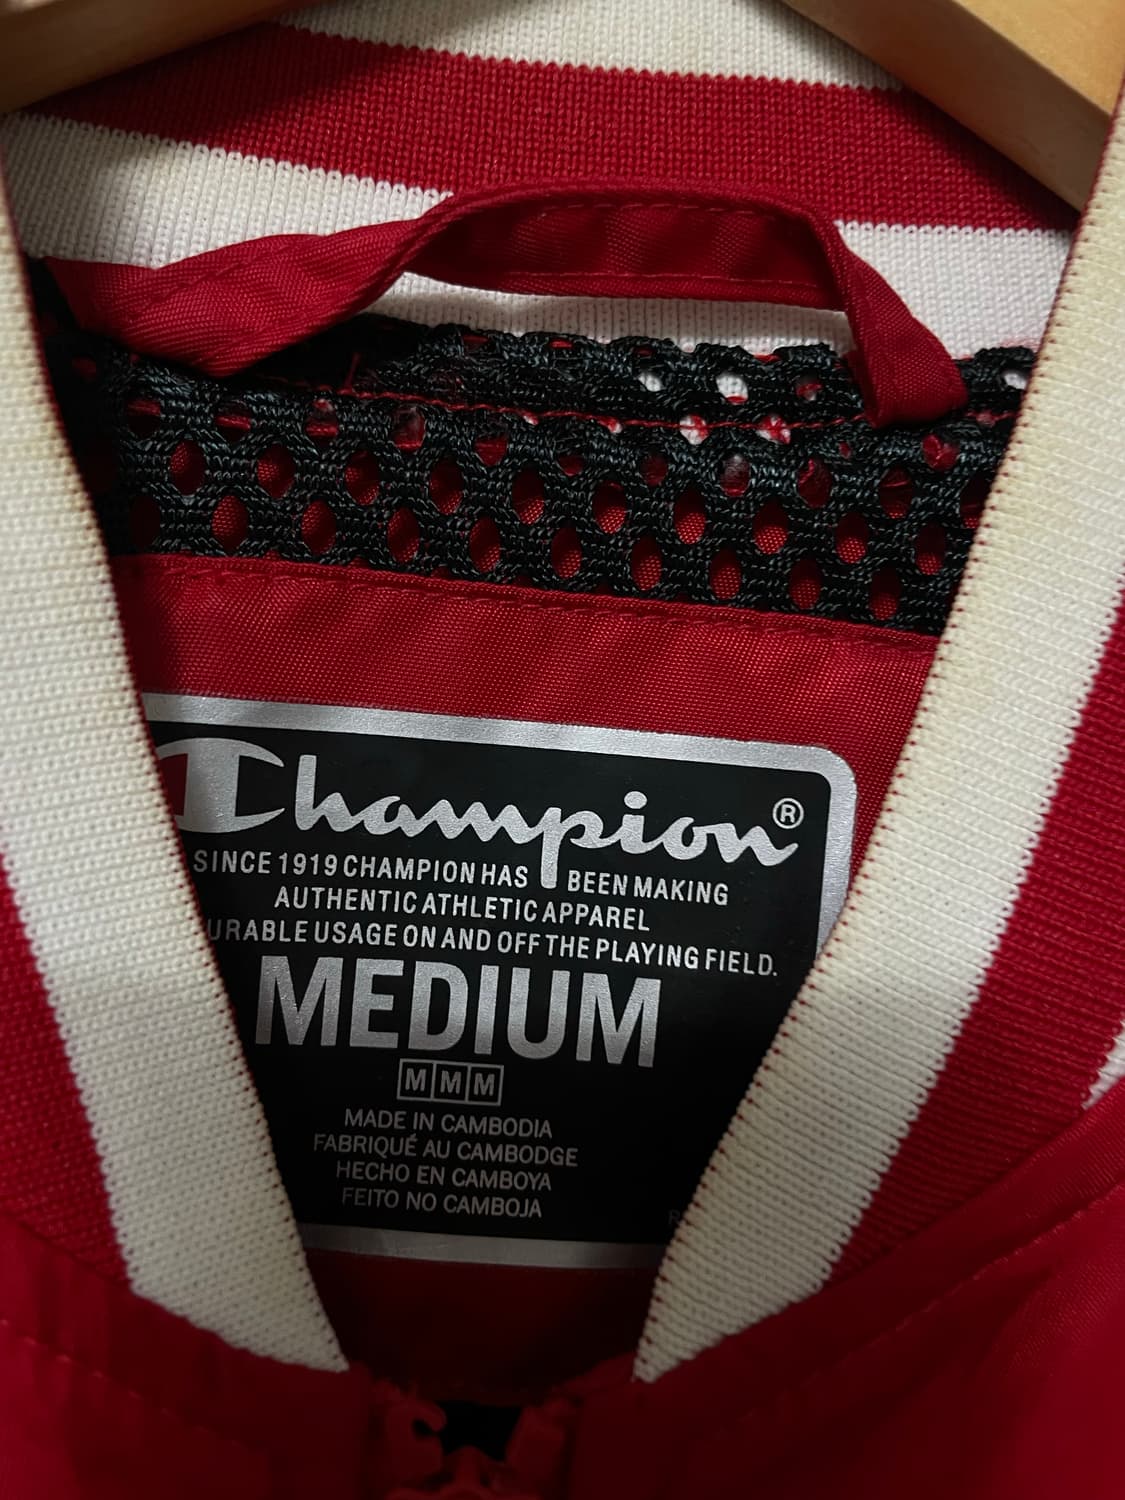 Champion®
SINCE 1919 CHAMPION HAS BEEN MAKING
AUTHENTIC ATHLETIC APPAREL
URABLE USAGE ON AND OFF THE PLAYING FIELD.
MEDIUM
M M M
MADE IN CAMBODIA
FABRIQUÉ AU CAMBODGE
HECHO EN CAMBOYA
FEITO NO CAMBOJA